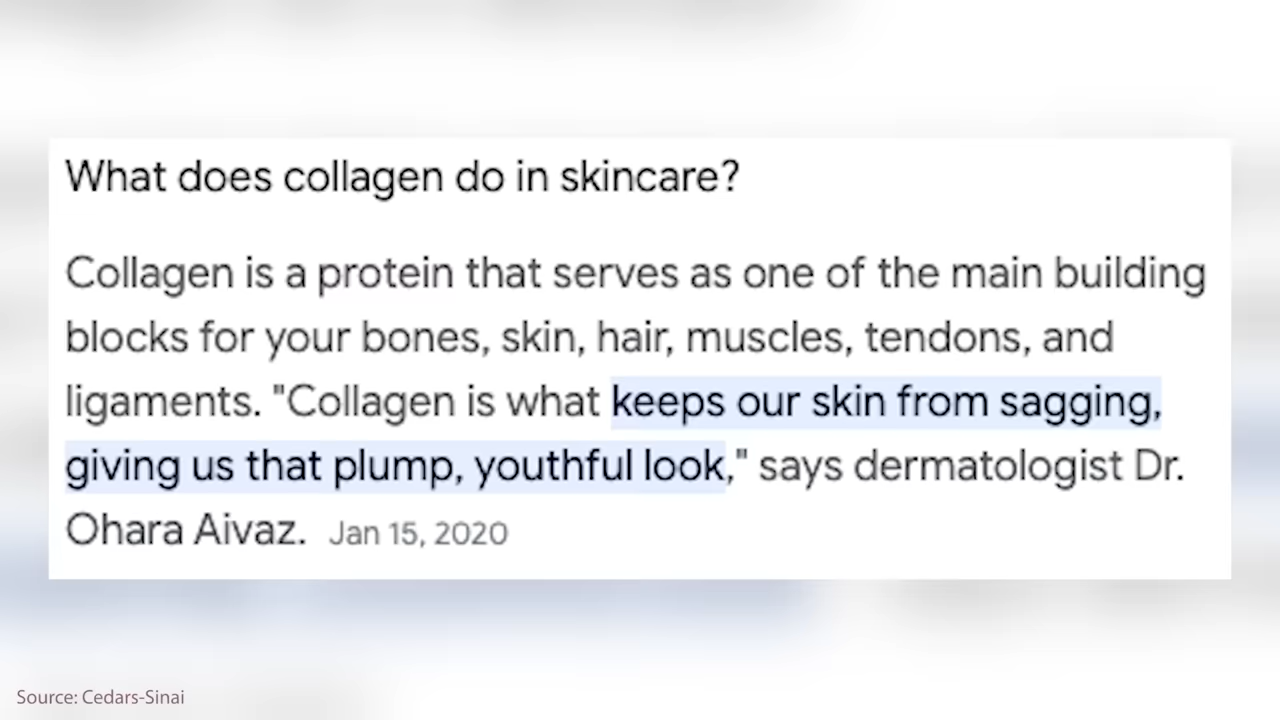 What does collagen do in skincare?
Collagen is a protein that serves as one of the main building
blocks for your bones, skin, hair, muscles, tendons, and
ligaments. "Collagen is what keeps our skin from sagging,
giving us that plump, youthful look," says dermatologist Dr.
Ohara Aivaz. Jan 15, 2020
Source: Cedars-Sinai